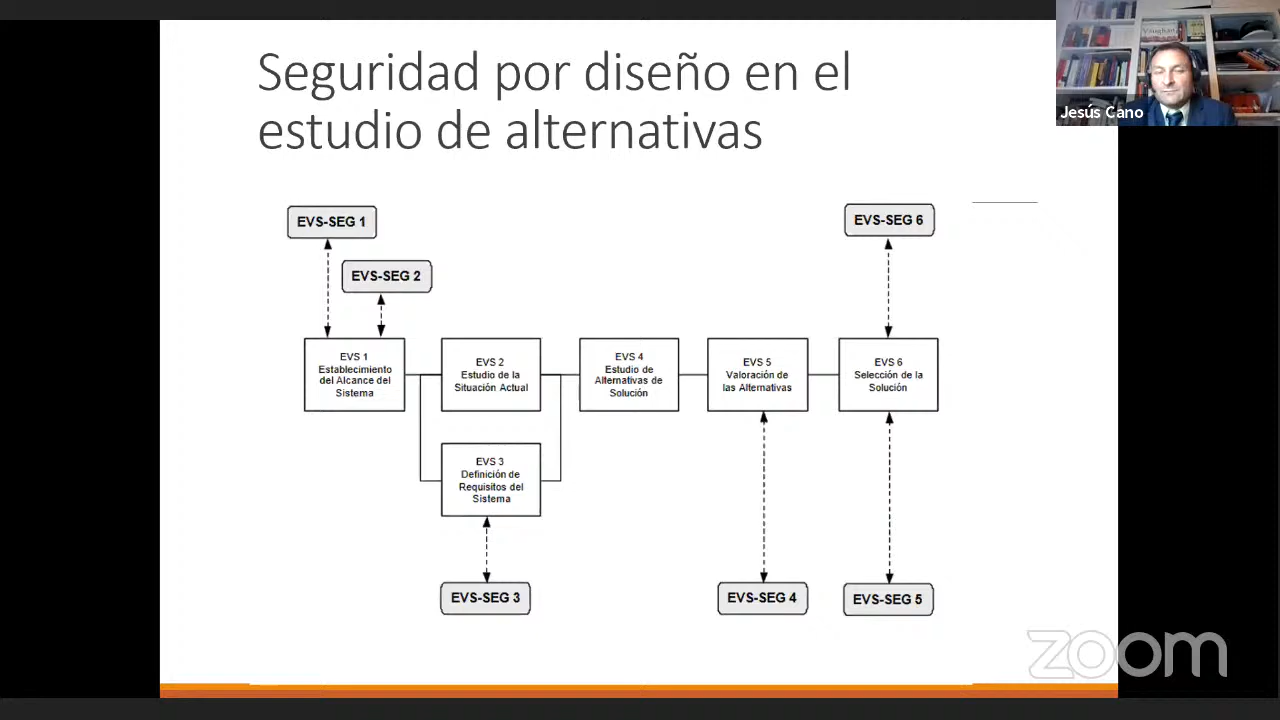 Seguridad por diseño en el
estudio de alternativas
Jesús Cano
EVS-SEG 1
EVS-SEG 6
EVS-SEG 2
EVS 1
Establecimiento
del Alcance del
Sistema
EVS 2
Estudio de la
Situación Actual
EVS 4
Estudio de
Alternativas de
Solución
EVS 5
Valoración de
las Alternativas
EVS 6
Selección de la
Solución
EVS 3
Definición de
Requisitos del
Sistema
EVS-SEG 3
EVS-SEG 4
EVS-SEG 5
zoom